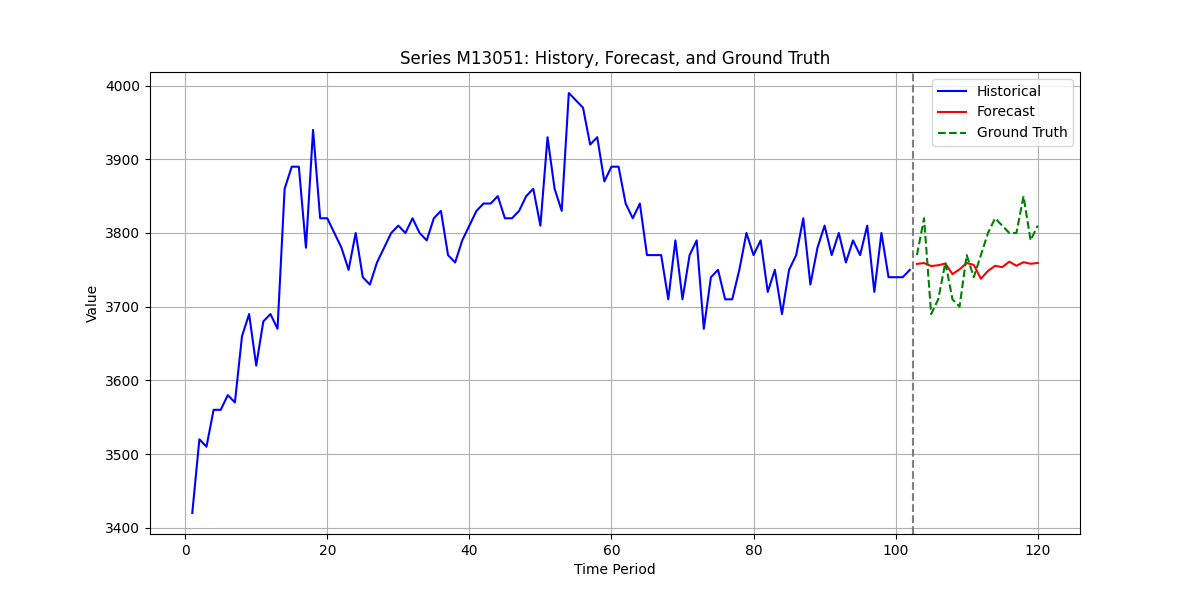 Series M13051: History, Forecast, and Ground Truth
Historical
Forecast
Ground Truth
Value
4000
3900
3800
3700
3600
3500
3400
0 20 40 60 80 100 120
Time Period